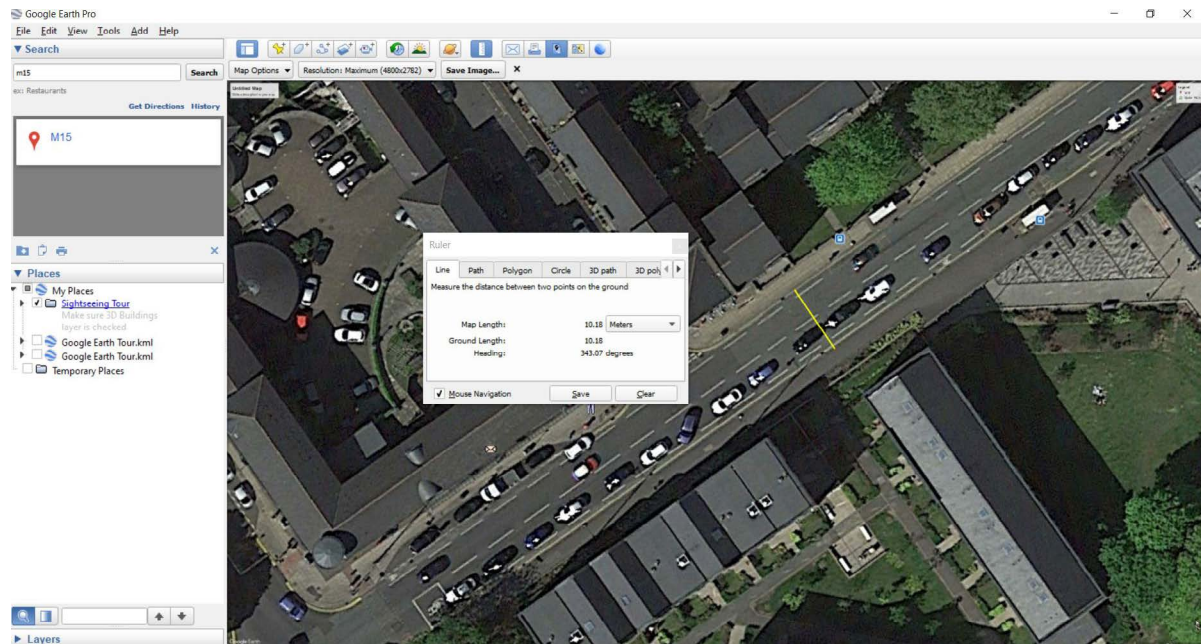 Google Earth Pro
File Edit View Tools Add Help
Search
m15
Search
ex: Restaurants
Get Directions History
M15
Places
My Places
Sightseeing Tour
Make sure 3D Buildings
layer is checked
Google Earth Tour.kml
Google Earth Tour.kml
Temporary Places
Layers
Map Options Resolution: Maximum (4800x2782) Save Image...
Untitled Map
Ruler
Line Path Polygon Circle 3D path
Measure the distance between two points on the ground
Map Length: 10.18 Meters
Ground Length: 10.18
Heading: 343.07 degrees
Mouse Navigation Save Clear
Google Earth